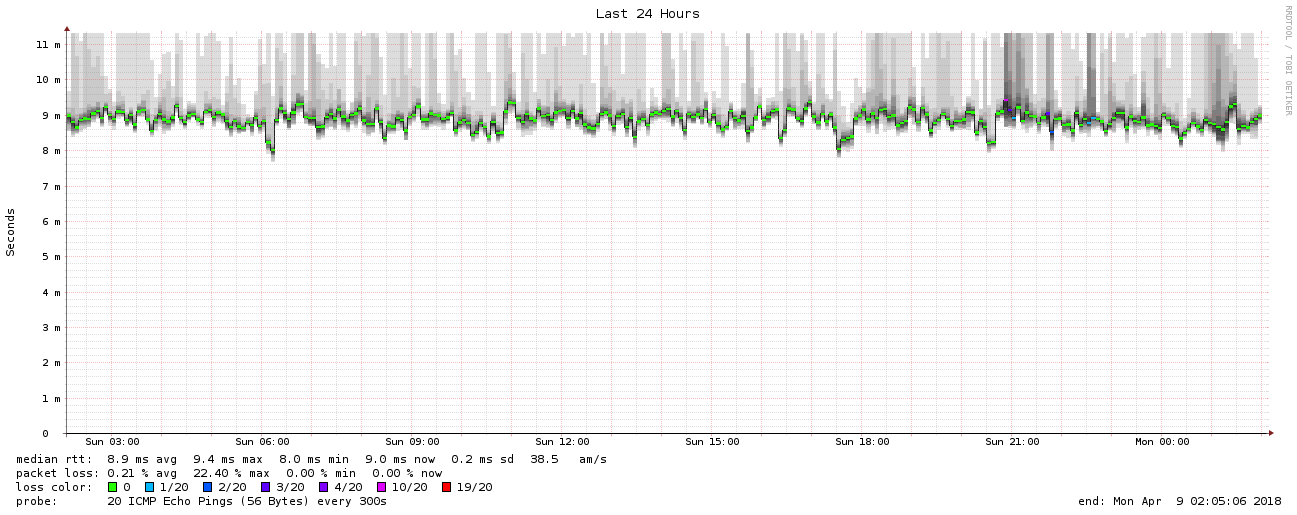 Last 24 Hours
RRDTOOL / TOBI OETIKER
11 m
10 m
9 m
8 m
7 m
6 m
5 m
4 m
3 m
2 m
1 m
0
Seconds
Sun 03:00 Sun 06:00 Sun 09:00 Sun 12:00 Sun 15:00 Sun 18:00 Sun 21:00 Mon 00:00
median rtt: 8.9 ms avg 9.4 ms max 8.0 ms min 9.0 ms now 0.2 ms sd 38.5 am/s
packet loss: 0.21 % avg 22.40 % max 0.00 % min 0.00 % now
loss color: 0 1/20 2/20 3/20 4/20 10/20 19/20
probe: 20 ICMP Echo Pings (56 Bytes) every 300s end: Mon Apr 9 02:05:06 2018